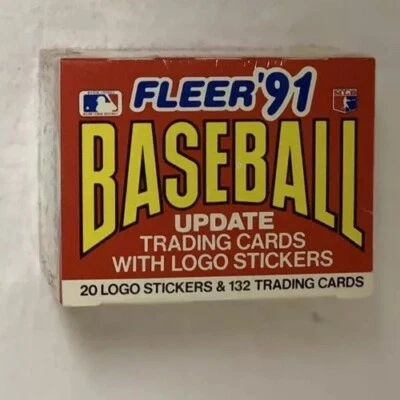 FLEER '91
BASEBALL
UPDATE
TRADING CARDS
WITH LOGO STICKERS
20 LOGO STICKERS & 132 TRADING CARDS